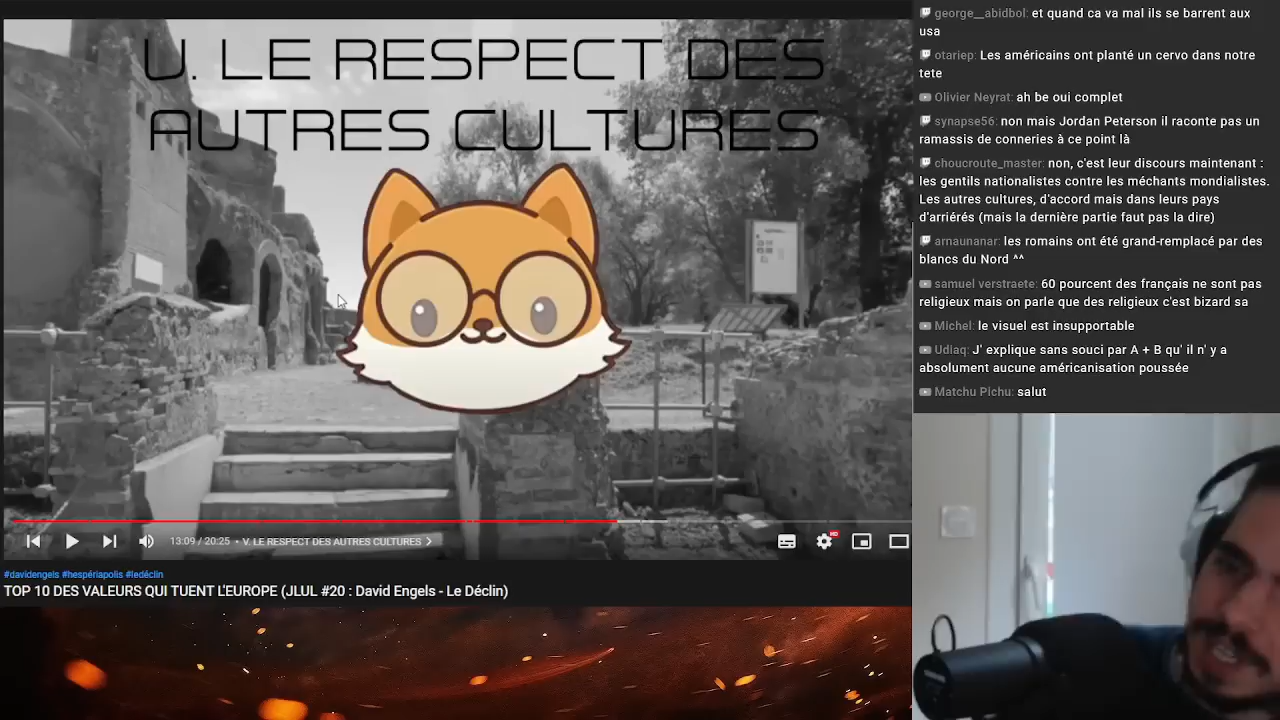 V. LE RESPECT DES
AUTRES CULTURES
13:09 / 20:25 • V. LE RESPECT DES AUTRES CULTURES
HD
#davidengels #hespériapolis #ledéclin
TOP 10 DES VALEURS QUI TUENT L'EUROPE (JLUL #20 : David Engels - Le Déclin)
george__abidbol: et quand ca va mal ils se barrent aux
usa
otariep: Les américains ont planté un cervo dans notre
tete
Olivier Neyrat: ah be oui complet
synapse56: non mais Jordan Peterson il raconte pas un
ramassis de conneries à ce point là
choucroute_master: non, c'est leur discours maintenant :
les gentils nationalistes contre les méchants mondialistes.
Les autres cultures, d'accord mais dans leurs pays
d'arriérés (mais la dernière partie faut pas la dire)
arnaunanar: les romains ont été grand-remplacé par des
blancs du Nord ^^
samuel verstraete: 60 pourcent des français ne sont pas
religieux mais on parle que des religieux c'est bizard sa
Michel: le visuel est insupportable
Udlaq: J' explique sans souci par A + B qu' il n' y a
absolument aucune américanisation poussée
Matchu Pichu: salut